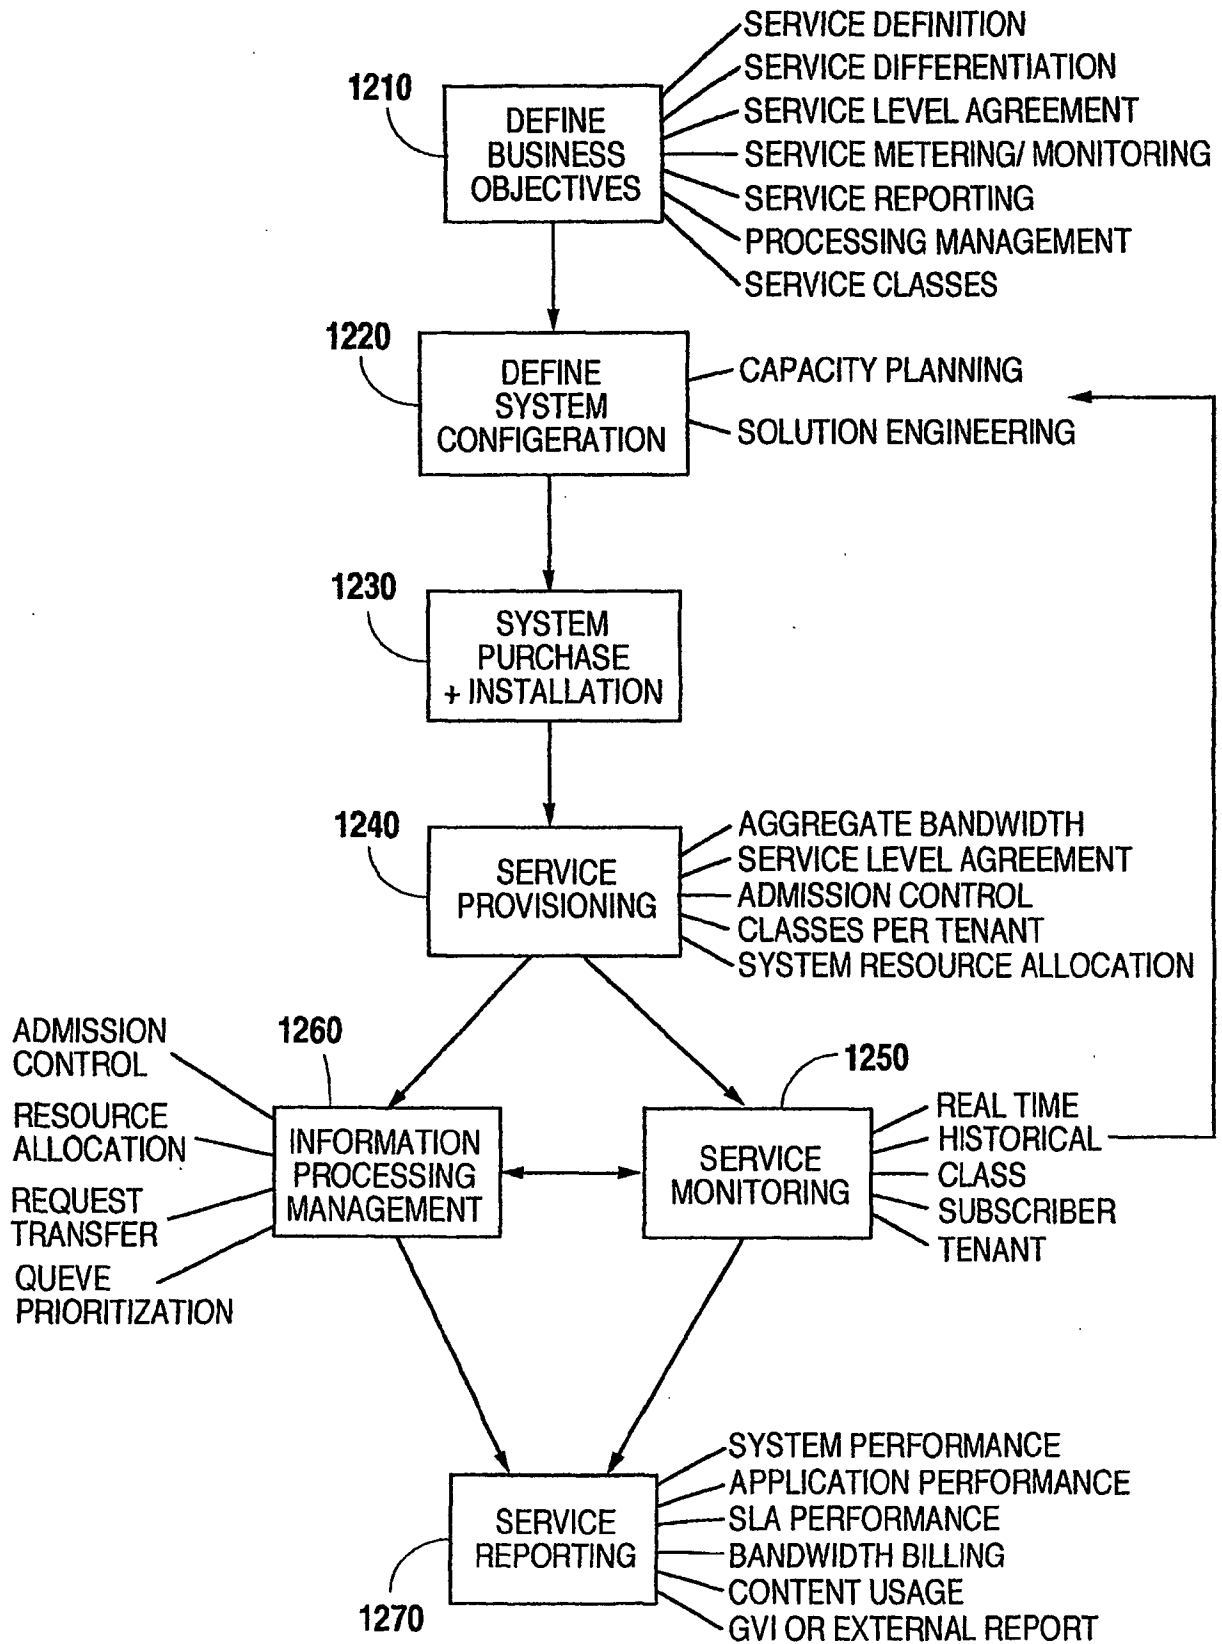 1210
DEFINE
BUSINESS
OBJECTIVES
SERVICE DEFINITION
SERVICE DIFFERENTIATION
SERVICE LEVEL AGREEMENT
SERVICE METERING/ MONITORING
SERVICE REPORTING
PROCESSING MANAGEMENT
SERVICE CLASSES
1220
DEFINE
SYSTEM
CONFIGERATION
CAPACITY PLANNING
SOLUTION ENGINEERING
1230
SYSTEM
PURCHASE
+ INSTALLATION
1240
SERVICE
PROVISIONING
AGGREGATE BANDWIDTH
SERVICE LEVEL AGREEMENT
ADMISSION CONTROL
CLASSES PER TENANT
SYSTEM RESOURCE ALLOCATION
ADMISSION
CONTROL
RESOURCE
ALLOCATION
REQUEST
TRANSFER
QUEVE
PRIORITIZATION
1260
INFORMATION
PROCESSING
MANAGEMENT
1250
SERVICE
MONITORING
REAL TIME
HISTORICAL
CLASS
SUBSCRIBER
TENANT
SERVICE
REPORTING
1270
SYSTEM PERFORMANCE
APPLICATION PERFORMANCE
SLA PERFORMANCE
BANDWIDTH BILLING
CONTENT USAGE
GVI OR EXTERNAL REPORT